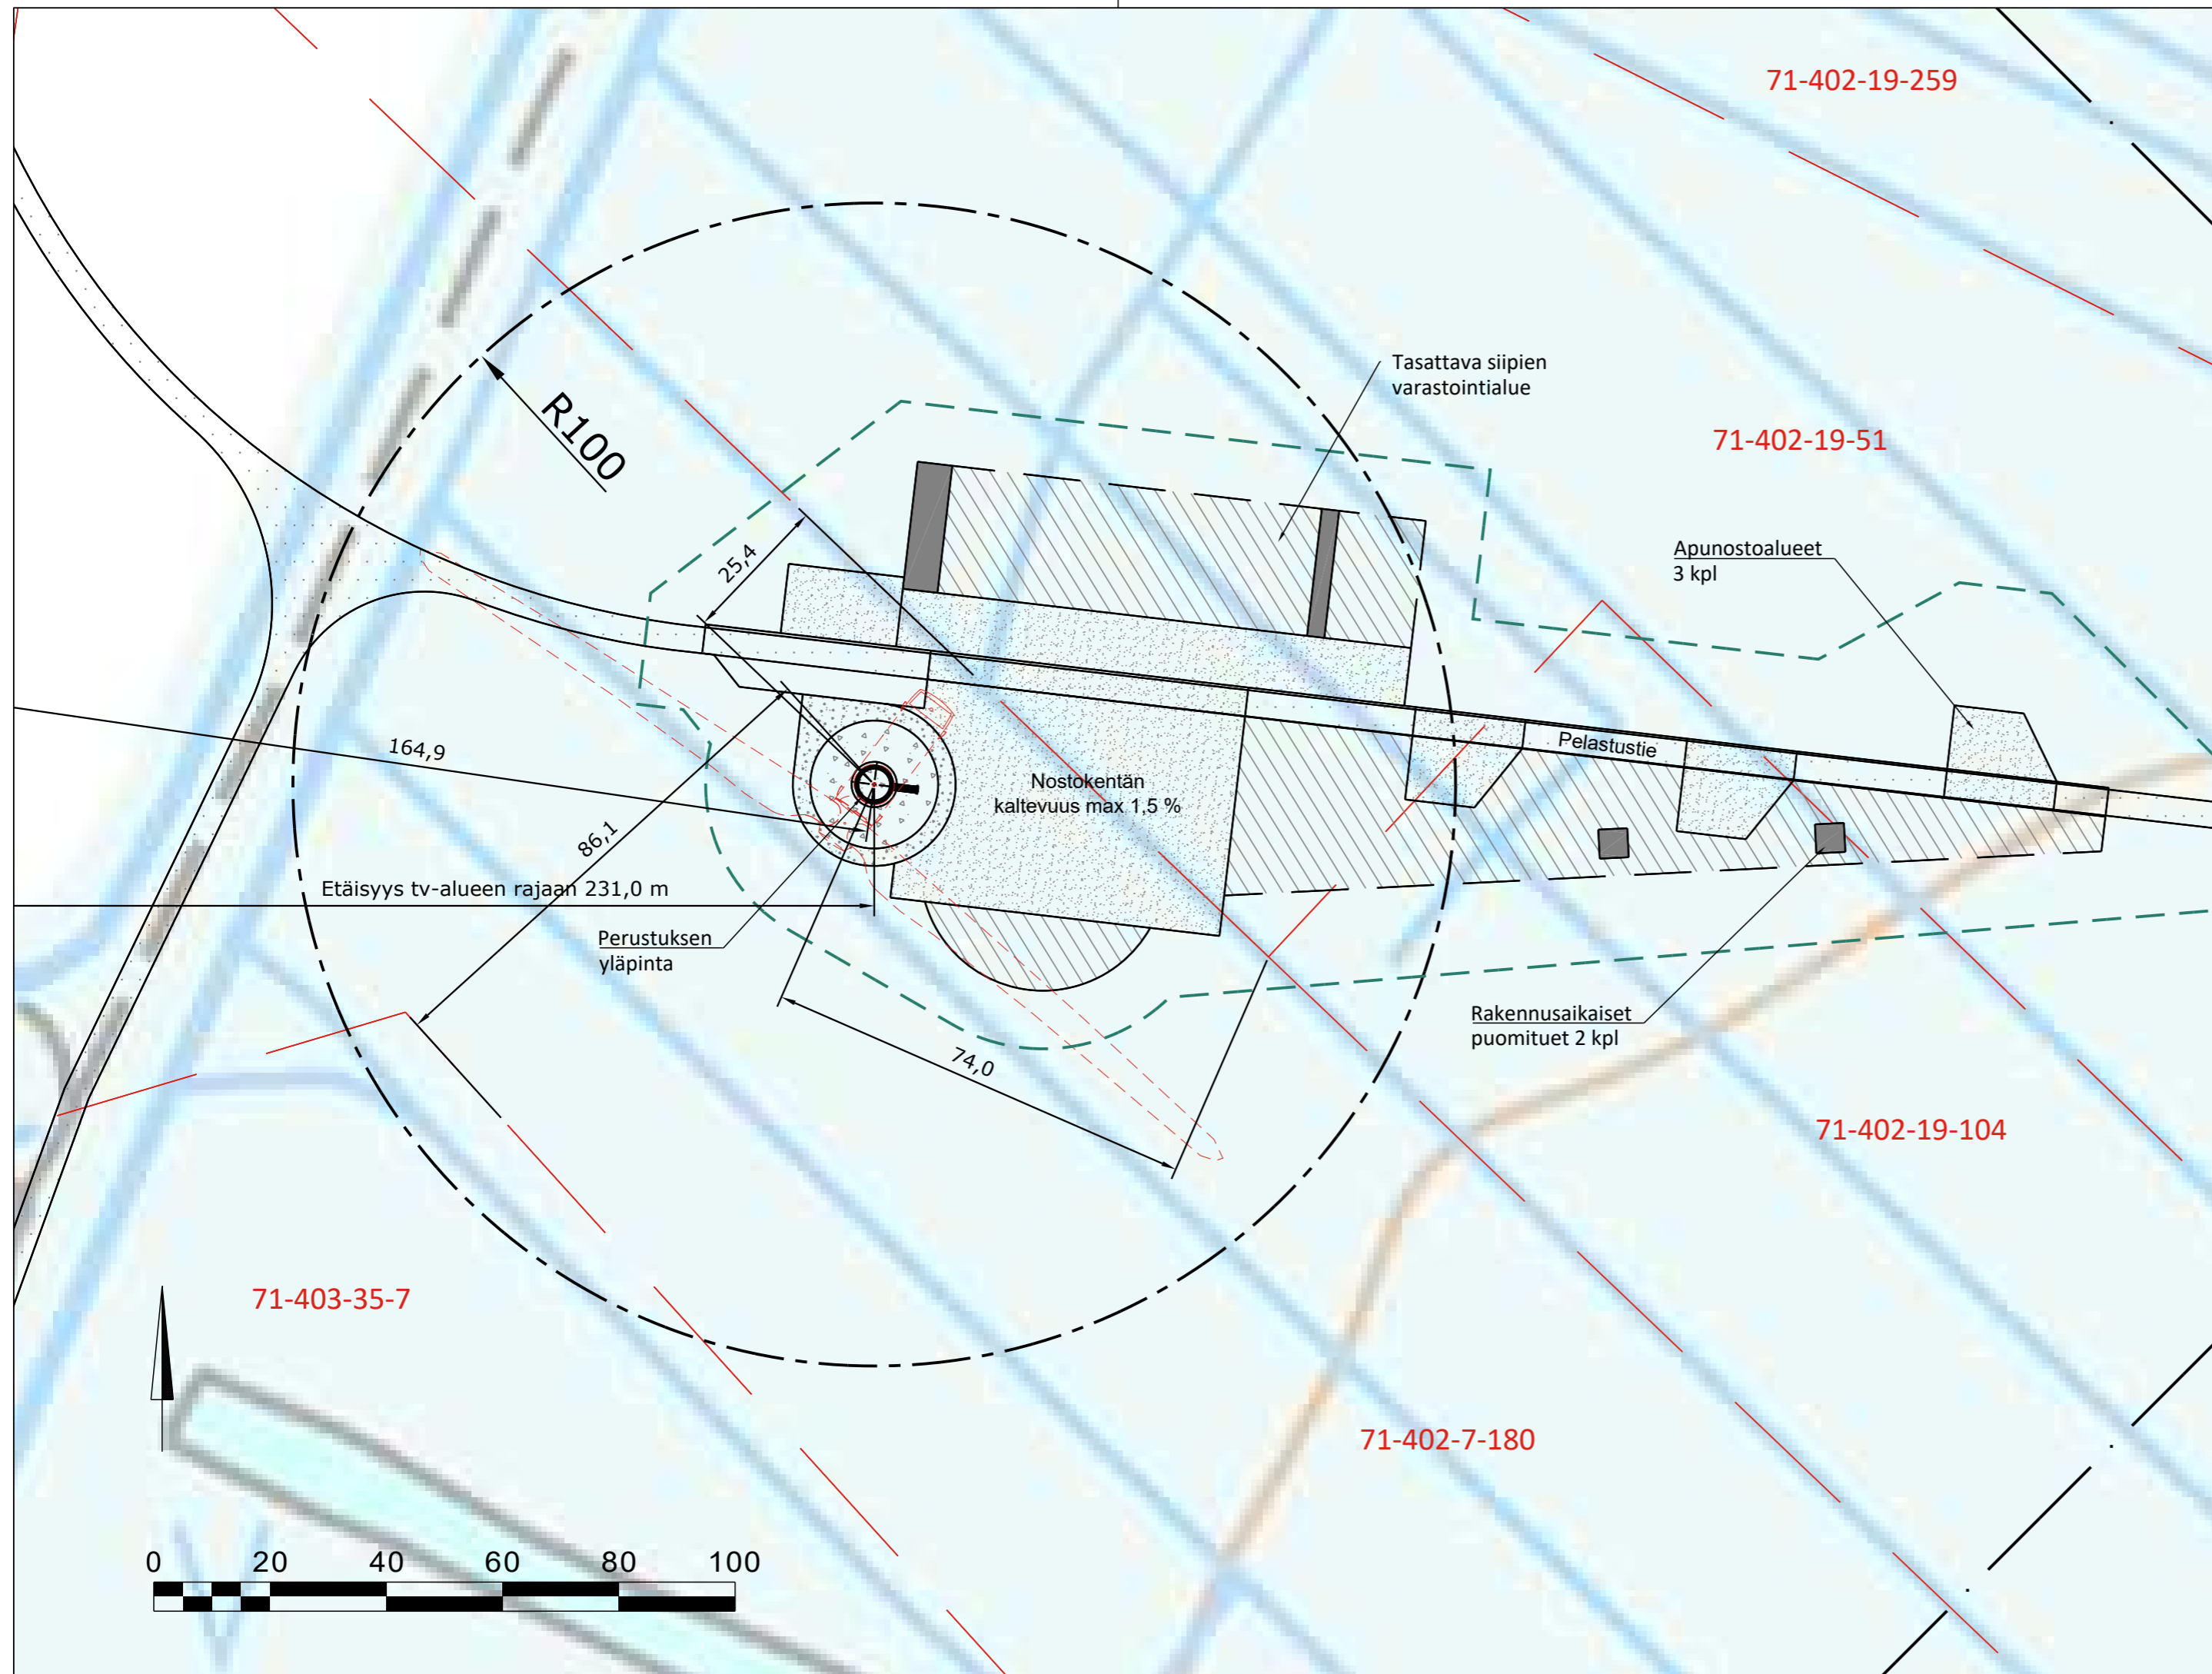 71-402-19-259
R100
Tasattava siipien
varastointialue
71-402-19-51
25,4
Apunostoalueet
3 kpl
164,9
Pelastustie
Nostokentän
kaltevuus max 1,5 %
86,1
Etäisyys tv-alueen rajaan 231,0 m
Perustuksen
yläpinta
Rakennusaikaiset
puomituet 2 kpl
74,0
71-402-19-104
71-403-35-7
71-402-7-180
0 20 40 60 80 100